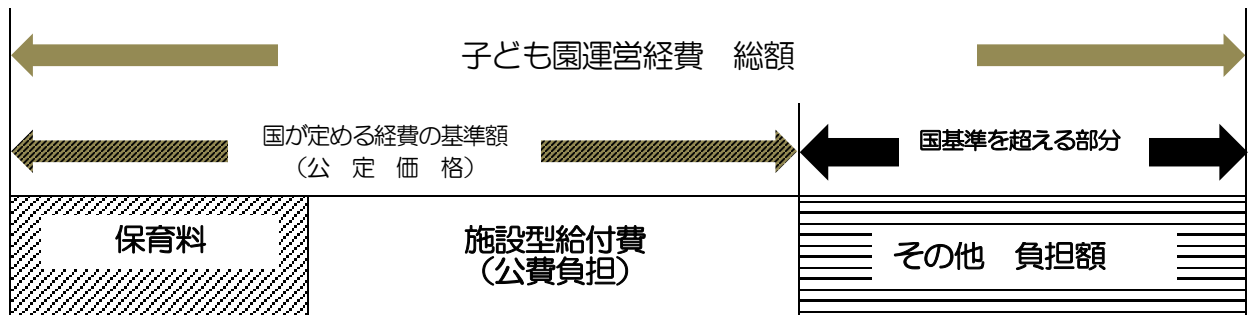 子ども園運営経費　総額
国が定める経費の基準額
（公　定　価　格）
国基準を超える部分
保育料
施設型給付費
（公費負担）
その他　負担額